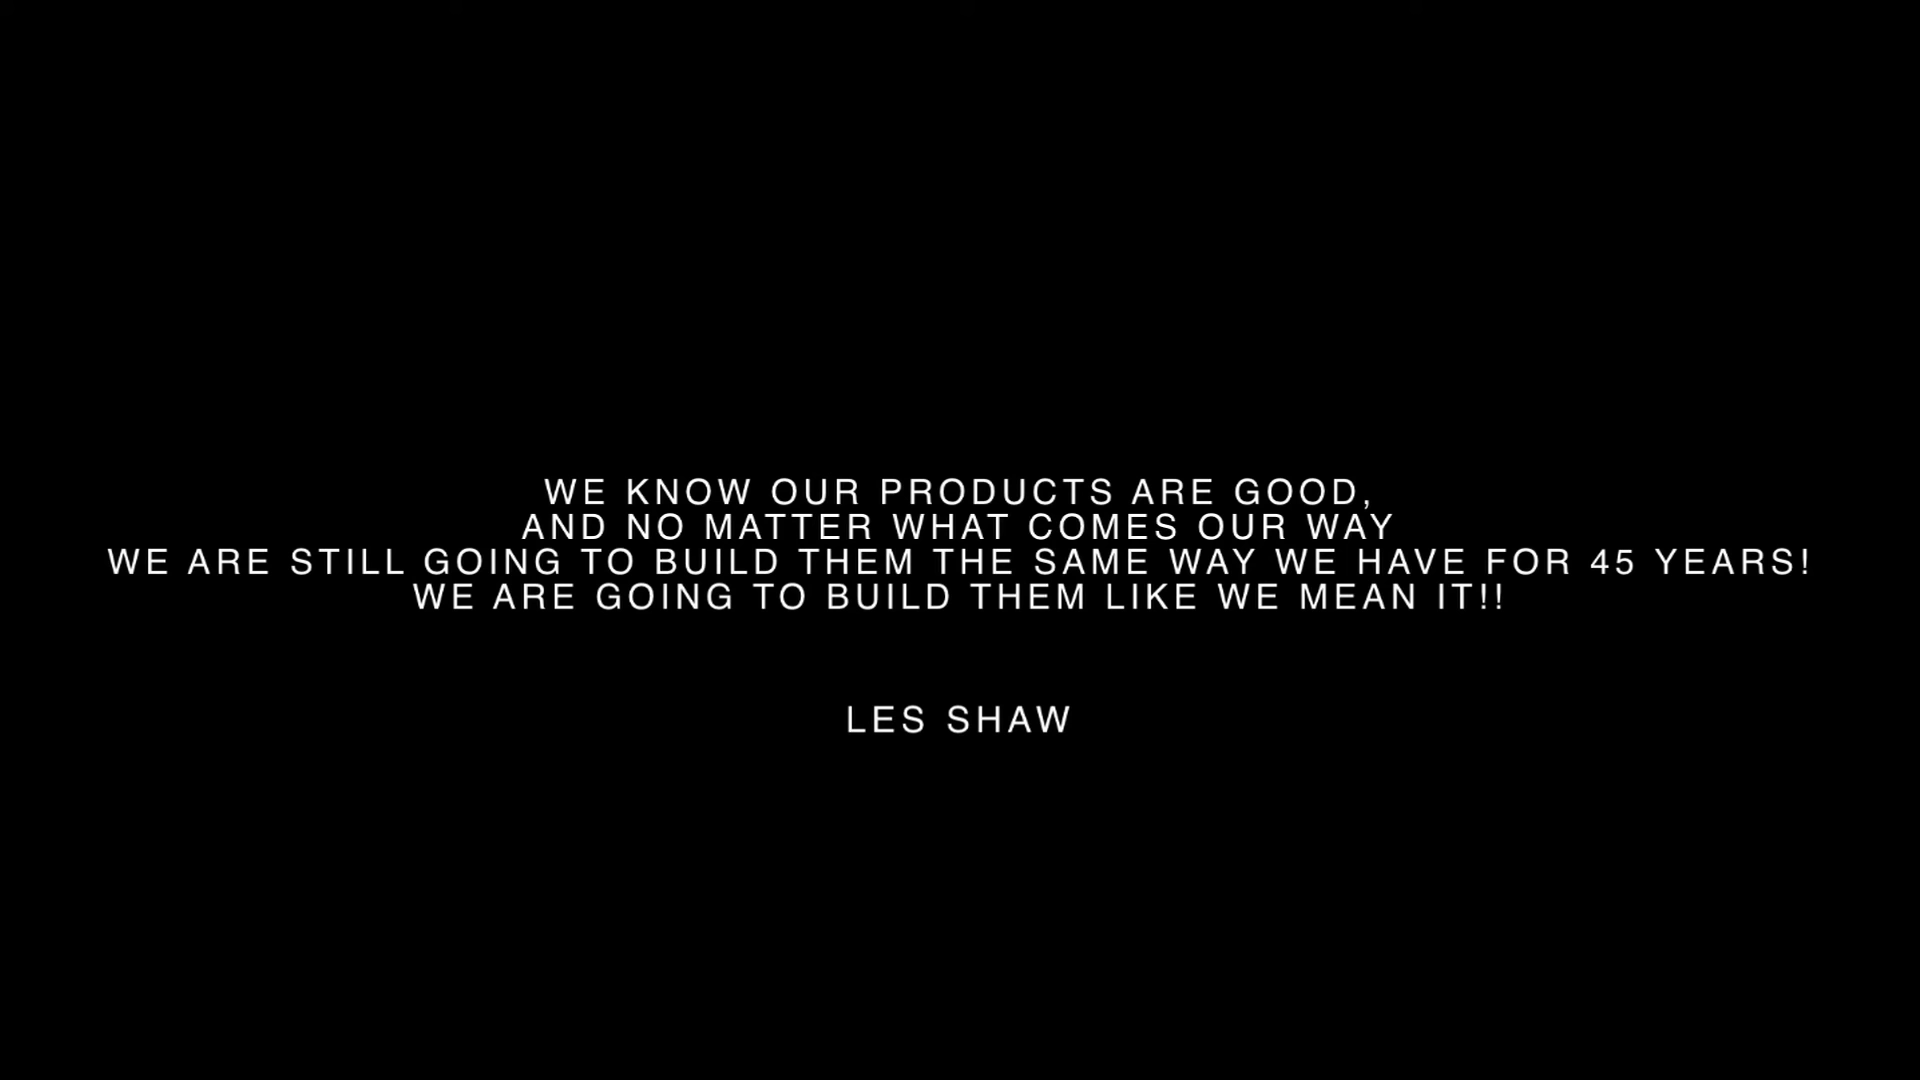 WE KNOW OUR PRODUCTS ARE GOOD,
AND NO MATTER WHAT COMES OUR WAY
WE ARE STILL GOING TO BUILD THEM THE SAME WAY WE HAVE FOR 45 YEARS!
WE ARE GOING TO BUILD THEM LIKE WE MEAN IT!!
LES SHAW